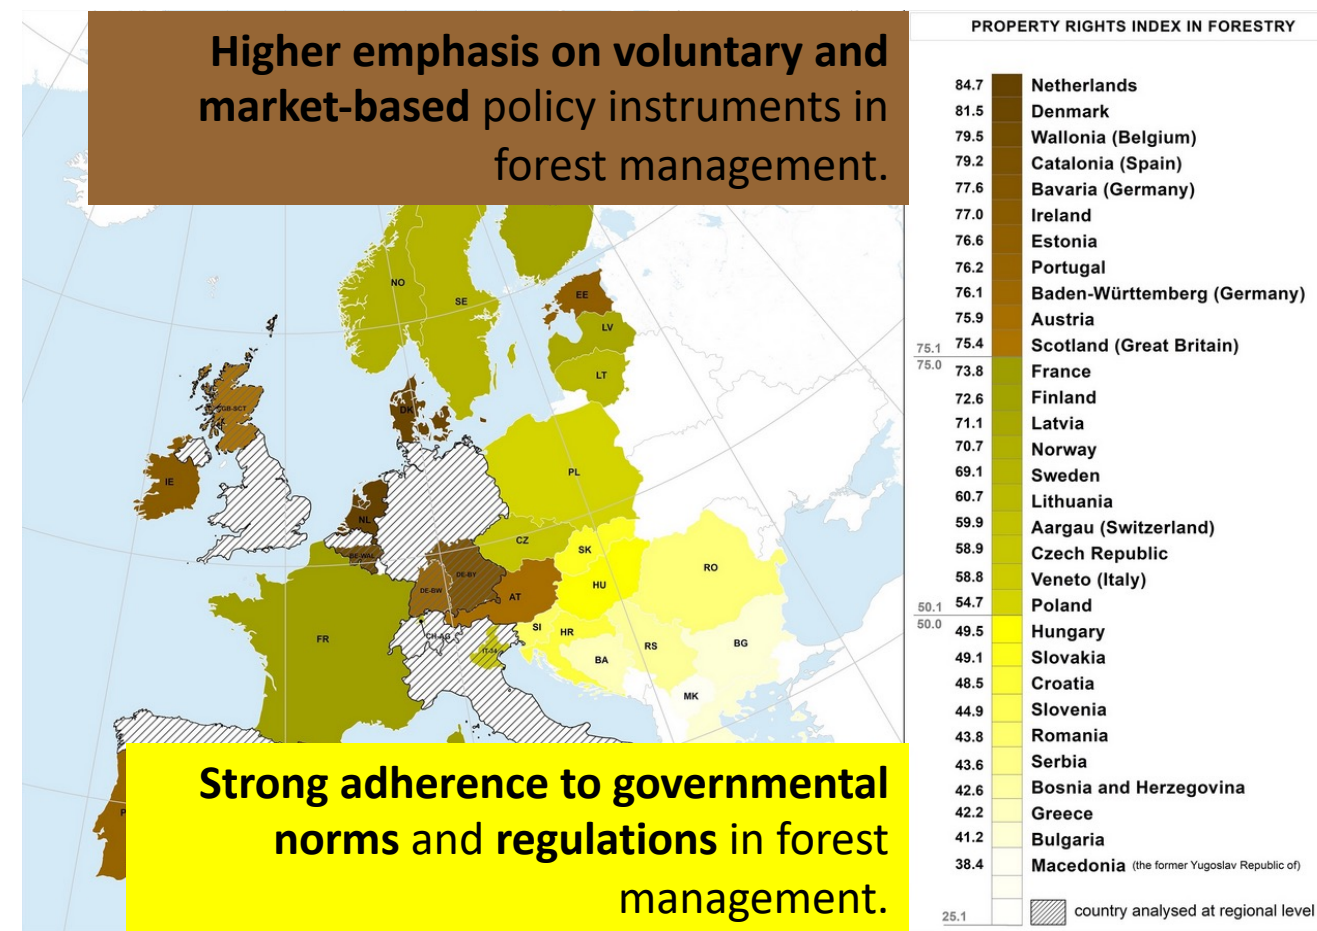 Higher emphasis on voluntary and
market-based policy instruments in
forest management.
NO
SE
EE
LV
LT
GB-SCT
DK
IE
NL
PL
BE-WAL
CZ
DE-BY
DE-BW
SK
HU
RO
AT
FR
CH-AG
IT-34
SI
HR
BA
RS
BG
MK
P
Strong adherence to governmental
norms and regulations in forest
management.
PROPERTY RIGHTS INDEX IN FORESTRY
84.7 Netherlands
81.5 Denmark
79.5 Wallonia (Belgium)
79.2 Catalonia (Spain)
77.6 Bavaria (Germany)
77.0 Ireland
76.6 Estonia
76.2 Portugal
76.1 Baden-Württemberg (Germany)
75.9 Austria
75.1 75.4 Scotland (Great Britain)
75.0 73.8 France
72.6 Finland
71.1 Latvia
70.7 Norway
69.1 Sweden
60.7 Lithuania
59.9 Aargau (Switzerland)
58.9 Czech Republic
58.8 Veneto (Italy)
50.1 54.7 Poland
50.0 49.5 Hungary
49.1 Slovakia
48.5 Croatia
44.9 Slovenia
43.8 Romania
43.6 Serbia
42.6 Bosnia and Herzegovina
42.2 Greece
41.2 Bulgaria
38.4 Macedonia (the former Yugoslav Republic of)
25.1 country analysed at regional level